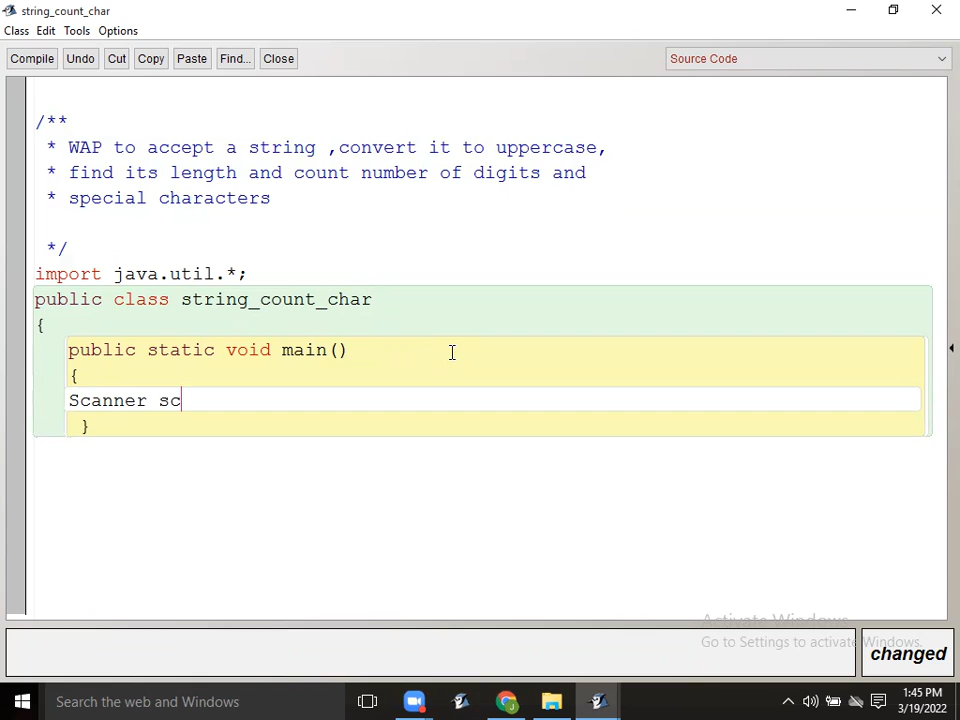 string_count_char
Class Edit Tools Options
Compile Undo Cut Copy Paste Find... Close Source Code
/**
* WAP to accept a string ,convert it to uppercase,
* find its length and count number of digits and
* special characters
*/
import java.util.*;
public class string_count_char
{
public static void main()
{
Scanner sc
}
Activate Windows
Go to Settings to activate Windows.
changed
Search the web and Windows
1:45 PM
3/19/2022